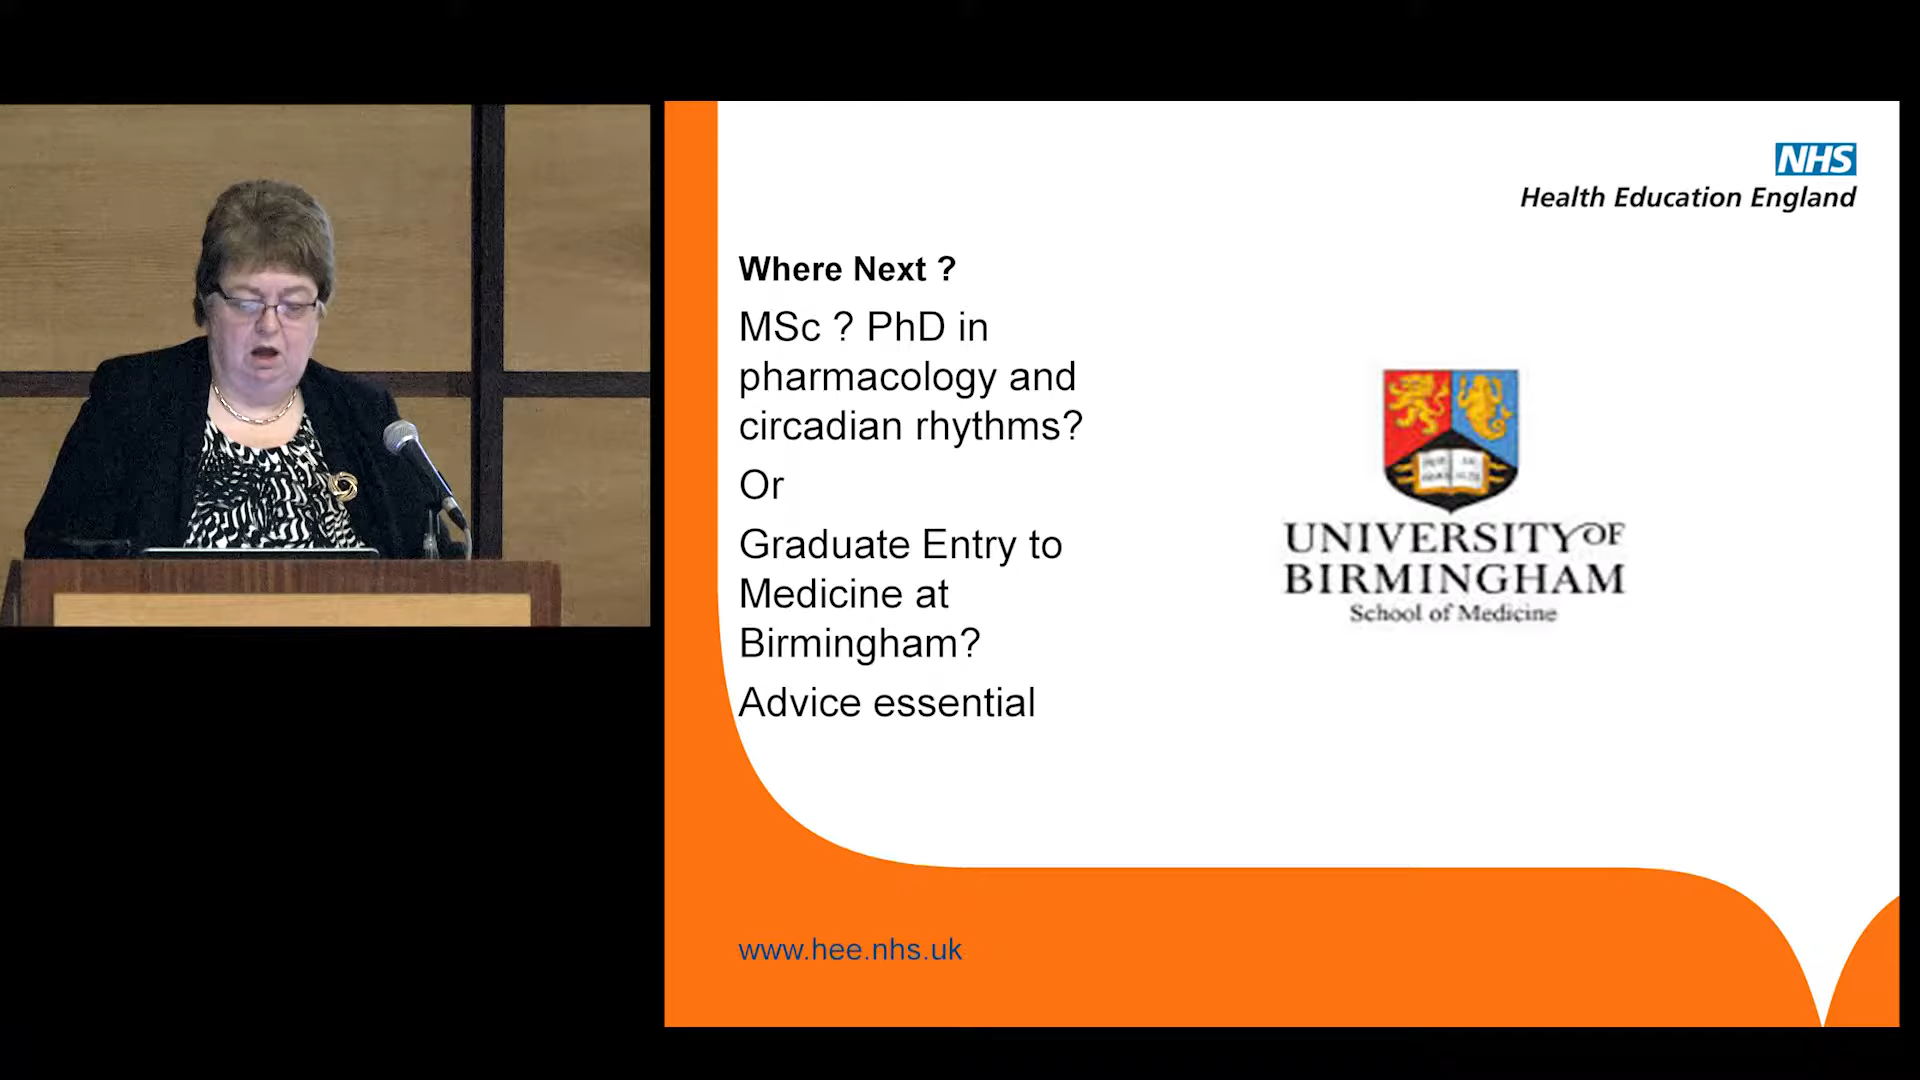 NHS
Health Education England
Where Next ?
MSc ? PhD in
pharmacology and
circadian rhythms?
Or
Graduate Entry to
Medicine at
Birmingham?
Advice essential
UNIVERSITY OF
BIRMINGHAM
School of Medicine
www.hee.nhs.uk